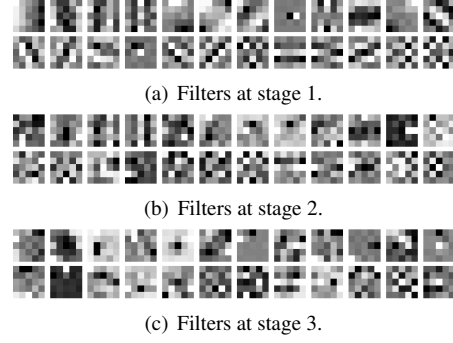 (a) Filters at stage 1.
(b) Filters at stage 2.
(c) Filters at stage 3.